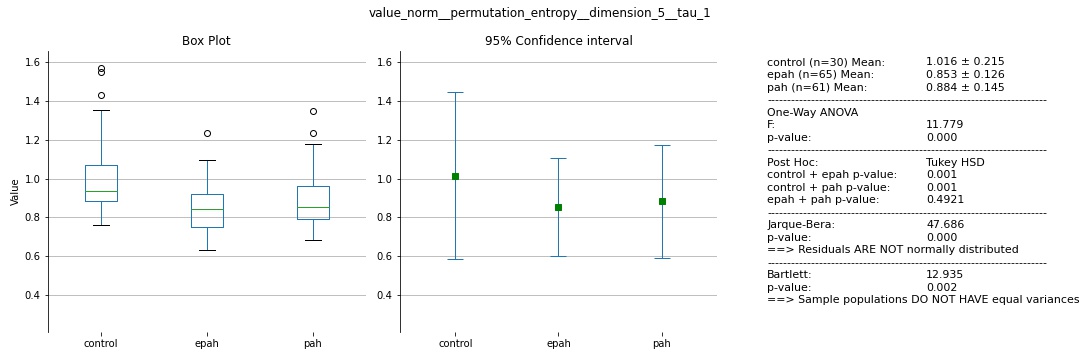 value_norm__permutation_entropy__dimension_5__tau_1
Box Plot
Value
1.6
1.4
1.2
1.0
0.8
0.6
0.4
control epah pah
95% Confidence interval
1.6
1.4
1.2
1.0
0.8
0.6
0.4
control epah pah
control (n=30) Mean: 1.016 ± 0.215
epah (n=65) Mean: 0.853 ± 0.126
pah (n=61) Mean: 0.884 ± 0.145
One-Way ANOVA
F: 11.779
p-value: 0.000
Post Hoc: Tukey HSD
control + epah p-value: 0.001
control + pah p-value: 0.001
epah + pah p-value: 0.4921
Jarque-Bera: 47.686
p-value: 0.000
==> Residuals ARE NOT normally distributed
Bartlett: 12.935
p-value: 0.002
==> Sample populations DO NOT HAVE equal variances